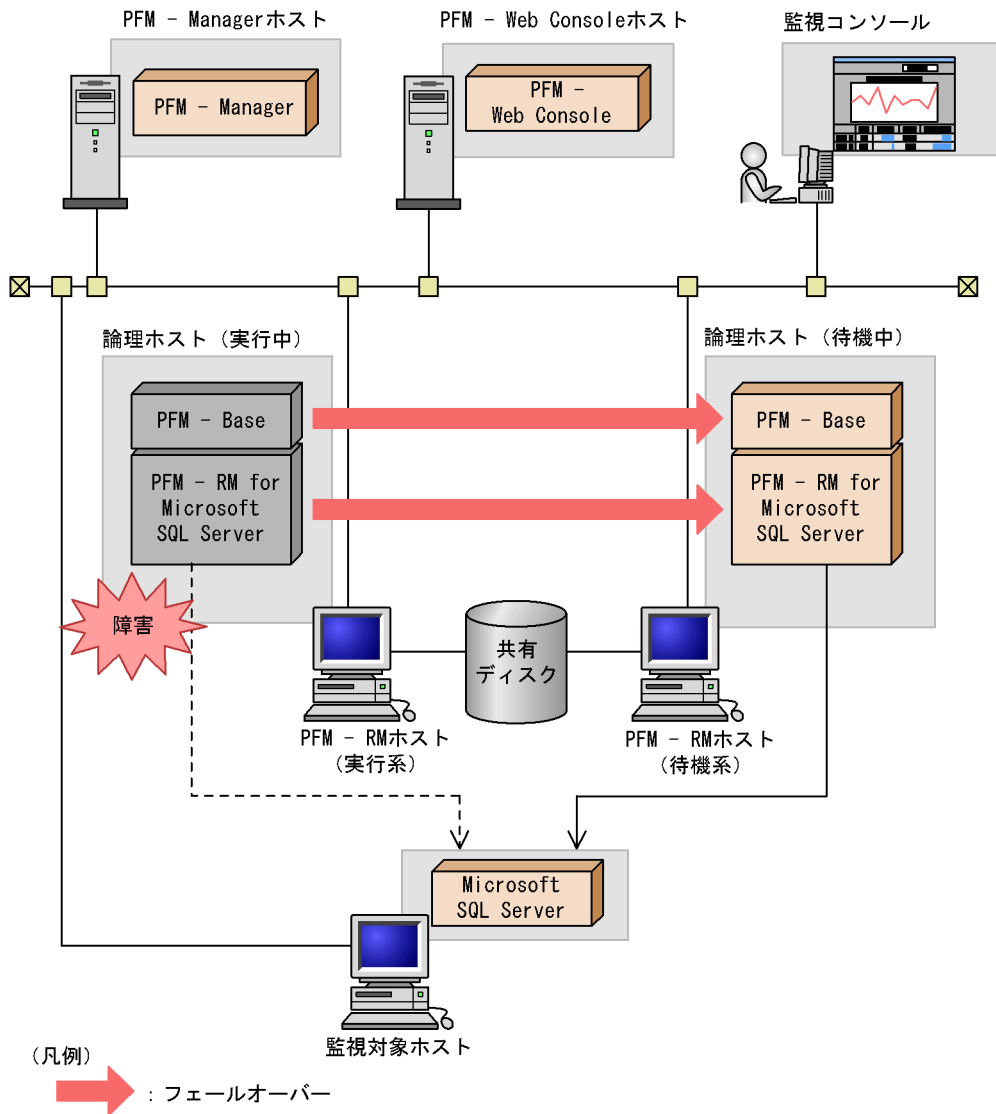 PFM - Managerホスト
PFM - Web Consoleホスト
監視コンソール
PFM - Manager
PFM -
Web Console
論理ホスト（実行中）
論理ホスト（待機中）
PFM - Base
PFM - Base
PFM - RM for
Microsoft
SQL Server
PFM - RM for
Microsoft
SQL Server
障害
共有
ディスク
PFM - RMホスト
（実行系）
PFM - RMホスト
（待機系）
Microsoft
SQL Server
監視対象ホスト
（凡例）
：フェールオーバー